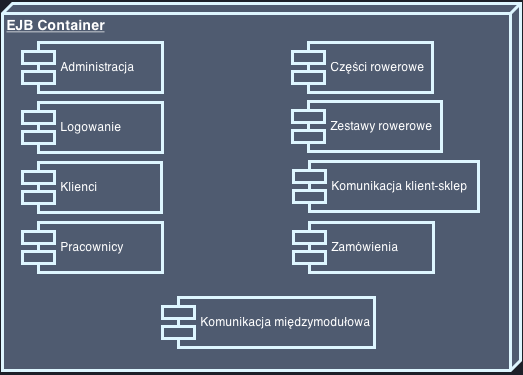 EJB Container
Administracja
Logowanie
Klienci
Pracownicy
Części rowerowe
Zestawy rowerowe
Komunikacja klient-sklep
Zamówienia
Komunikacja międzymodułowa